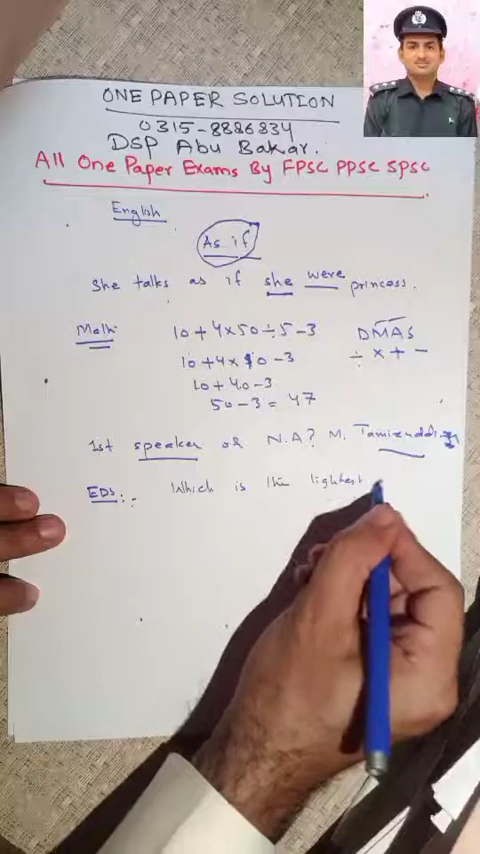 ONE PAPER SOLUTION
0315-8886834
DSP Abu Bakar.
All One Paper Exams By FPSC PPSC SPSC
English
As if
She talks as if she were princess.
Math
10+4×50÷5-3
DMAS
10+4×10-3
÷ × + -
10+40-3
50-3=47
1st speaker of N.A? M. Tamizuddin
EDS:-
Which is the lightest